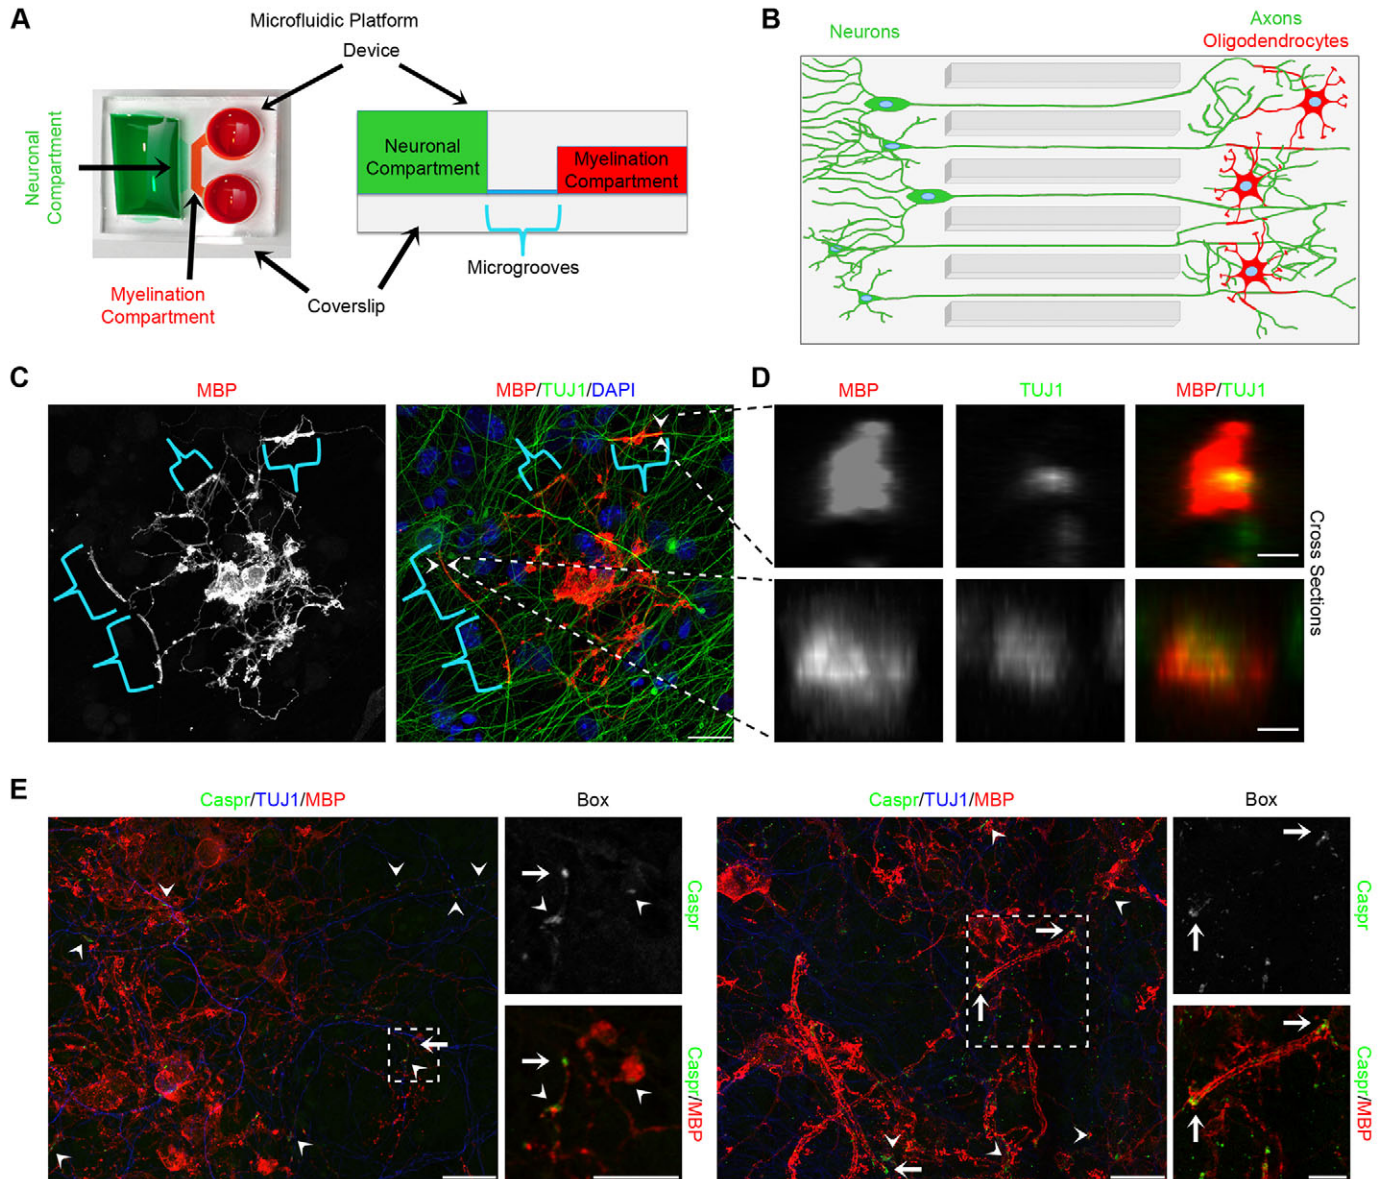 A
Microfluidic Platform
Device
Neuronal
Compartment
Neuronal
Compartment
Myelination
Compartment
Microgrooves
Myelination
Compartment
Coverslip
B
Neurons
Axons
Oligodendrocytes
C
MBP
MBP/TUJ1/DAPI
D
MBP
TUJ1
MBP/TUJ1
Cross Sections
E
Caspr/TUJ1/MBP
Box
Caspr
Caspr/MBP
Caspr/TUJ1/MBP
Box
Caspr
Caspr/MBP